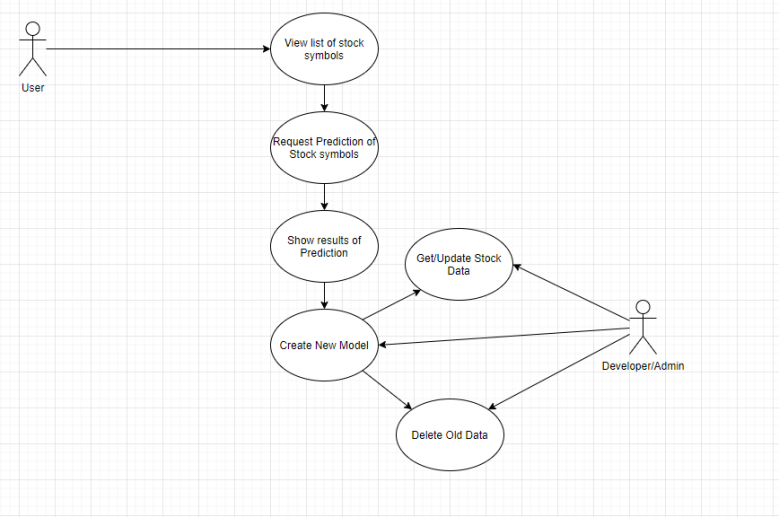 View list of stock
symbols
User
Request Prediction of
Stock symbols
Show results of
Prediction
Get/Update Stock
Data
Create New Model
Developer/Admin
Delete Old Data